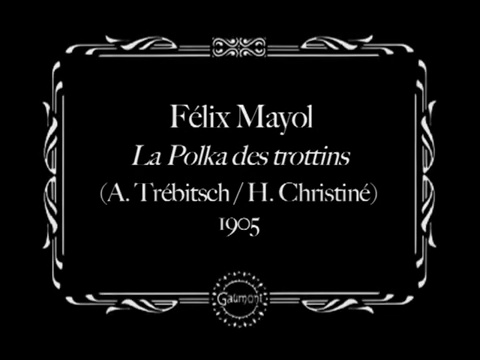 Félix Mayol
La Polka des trottins
(A. Trébitsch / H. Christiné)
1905
Gaumont